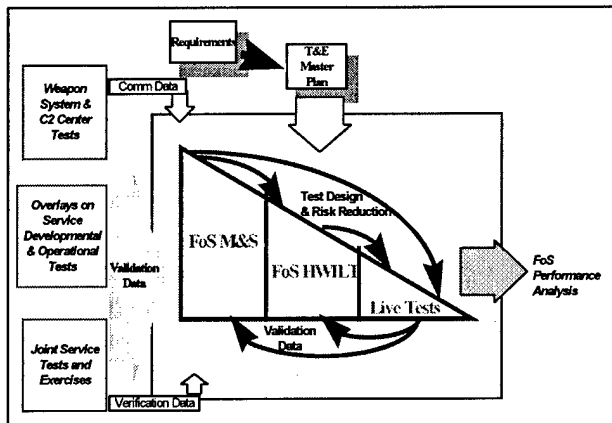 Requirements
T&E
Master
Plan
Weapon
System &
C2 Center
Tests
Comm Data
Overlays on
Service
Developmental
& Operational
Tests
Validation
Data
Joint Service
Tests and
Exercises
Verification Data
Test Design
& Risk Reduction
FoS M&S
FoS HWILT
Live Tests
Validation
Data
FoS
Performance
Analysis